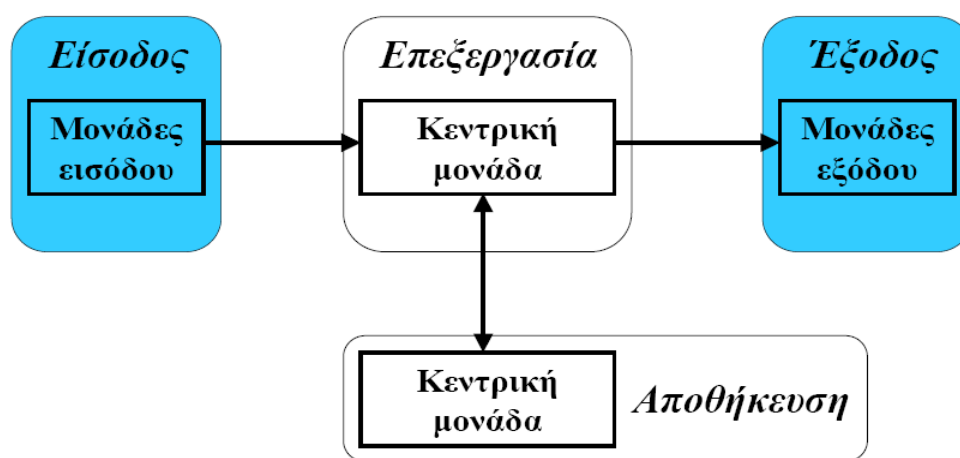 Είσοδος
Μονάδες
εισόδου
Επεξεργασία
Κεντρική
μονάδα
Έξοδος
Μονάδες
εξόδου
Κεντρική
μονάδα
Αποθήκευση